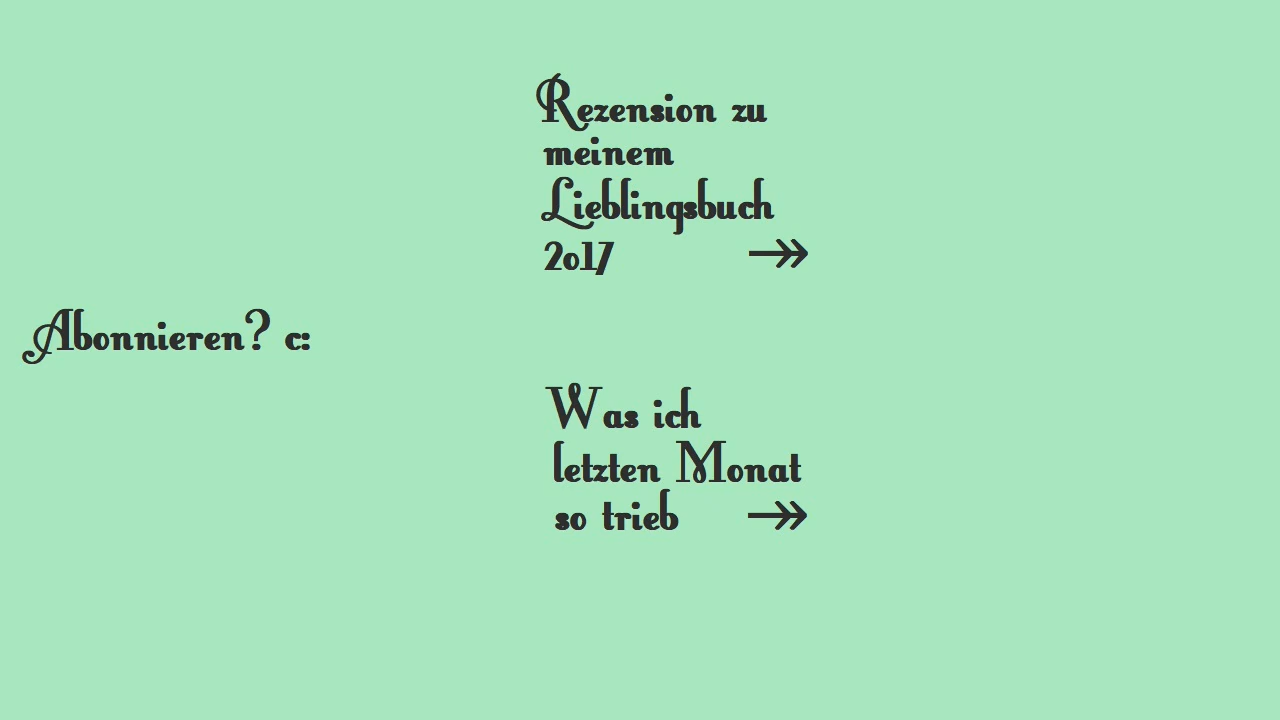 Rezension zu
meinem
Lieblingsbuch
2017 ↠
Abonnieren? c:
Was ich
letzten Monat
so trieb ↠